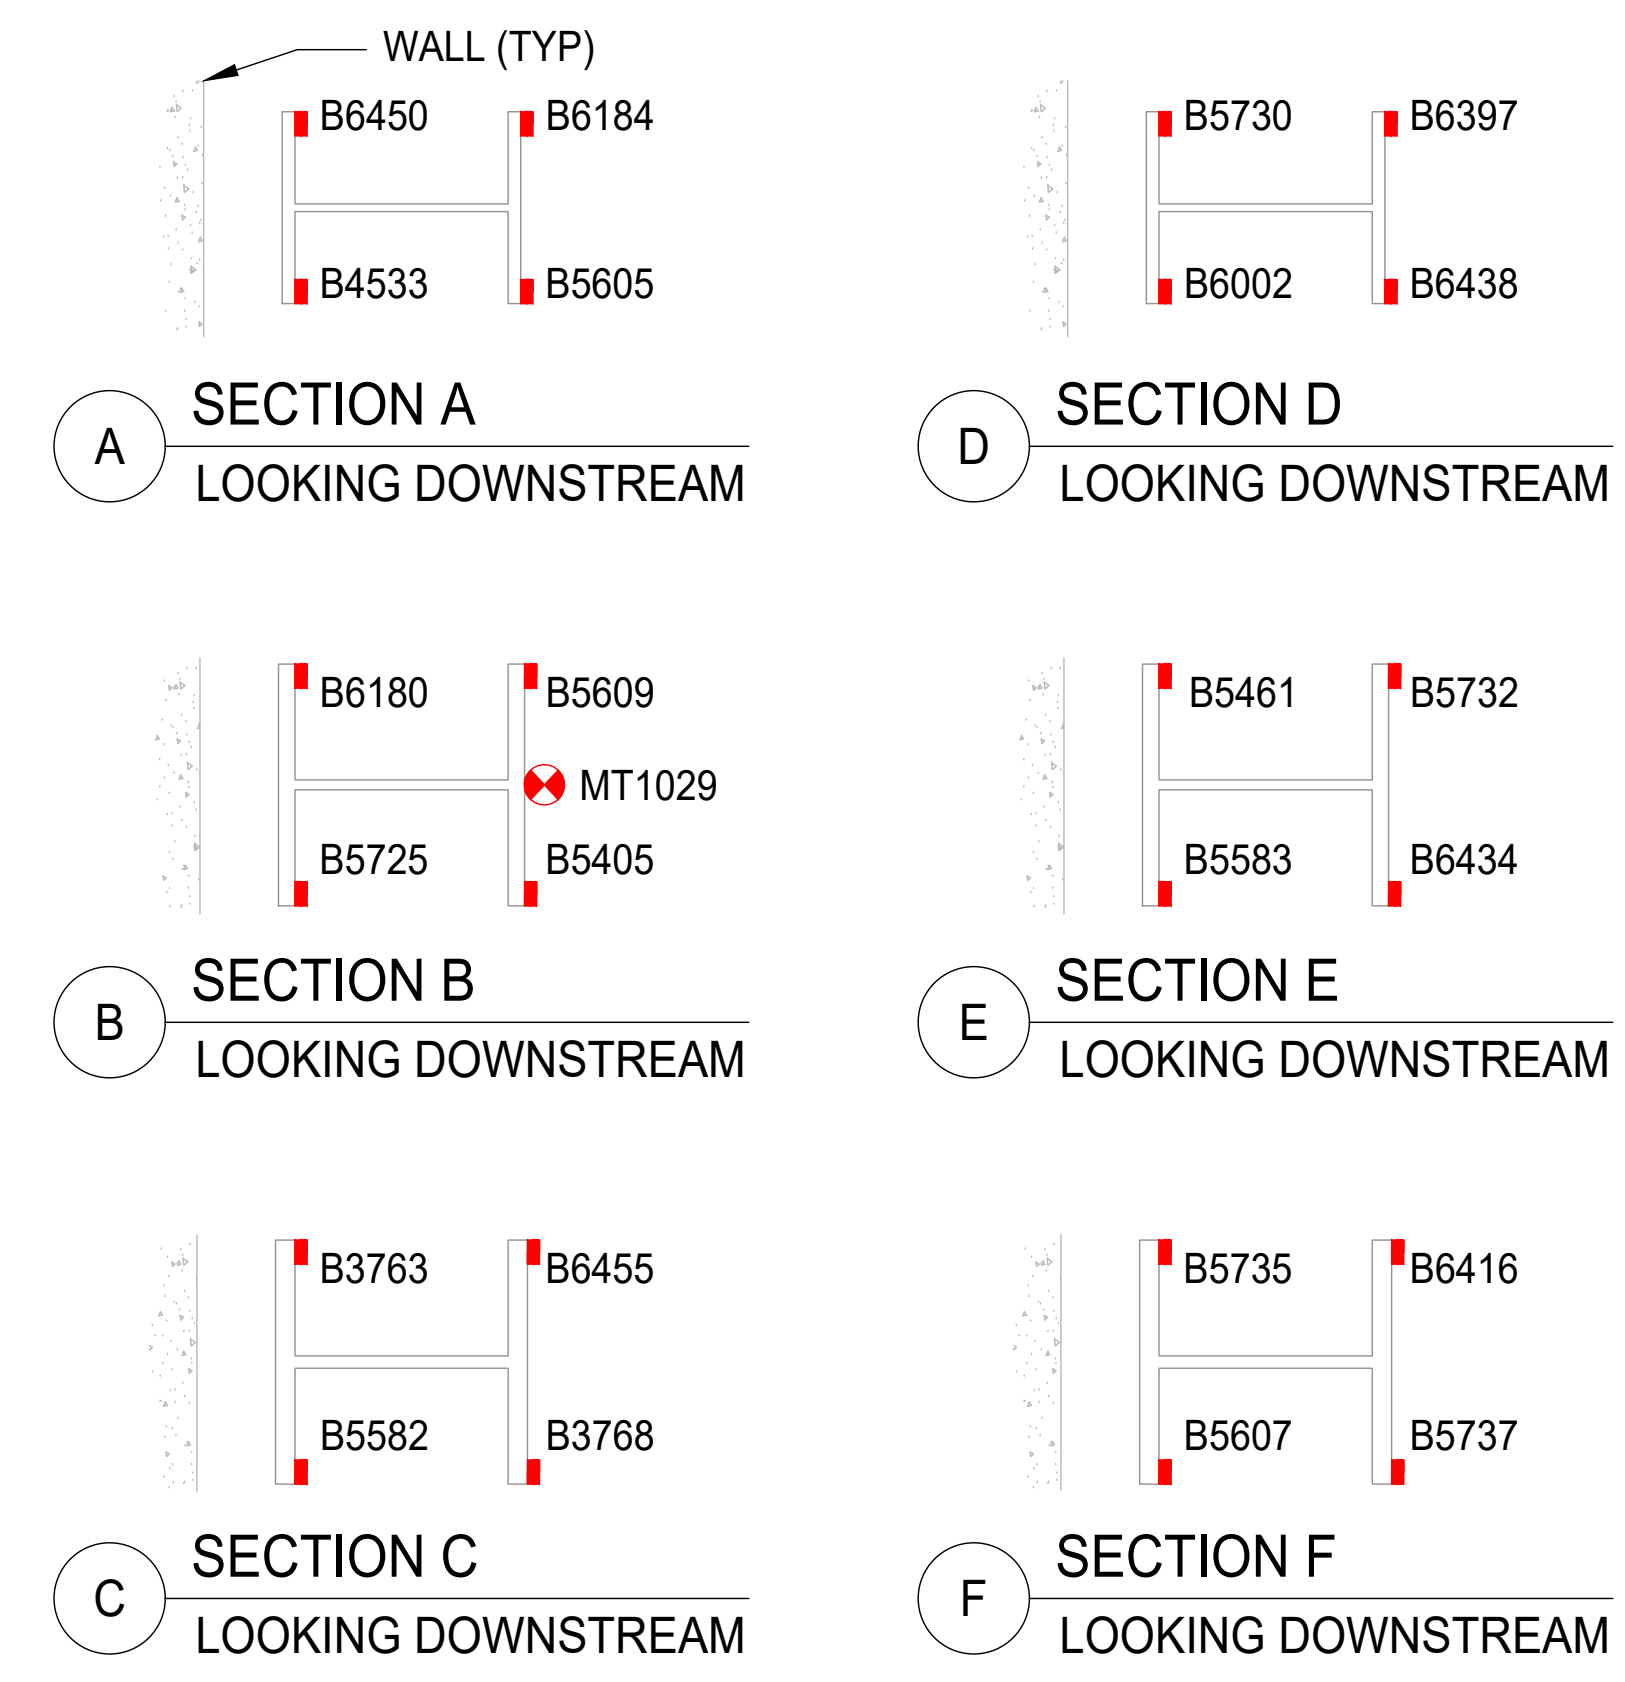 WALL (TYP)
B6450 B6184
B4533 B5605
A
SECTION A
LOOKING DOWNSTREAM
B5730 B6397
B6002 B6438
D
SECTION D
LOOKING DOWNSTREAM
B6180 B5609
MT1029
B5725 B5405
B
SECTION B
LOOKING DOWNSTREAM
B5461 B5732
B5583 B6434
E
SECTION E
LOOKING DOWNSTREAM
B3763 B6455
B5582 B3768
C
SECTION C
LOOKING DOWNSTREAM
B5735 B6416
B5607 B5737
F
SECTION F
LOOKING DOWNSTREAM